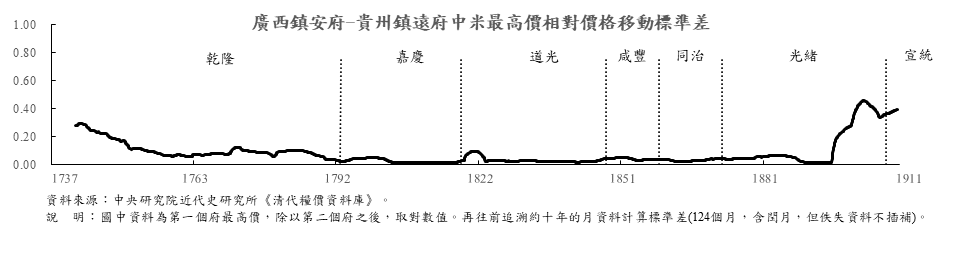 廣西鎮安府-貴州鎮遠府中米最高價相對價格移動標準差
1.00
0.80
0.60
0.40
0.20
0.00
乾隆 嘉慶 道光 咸豐 同治 光緒 宣統
1737 1763 1792 1822 1851 1881 1911
資料來源：中央研究院近代史研究所《清代糧價資料庫》。
說　明：圖中資料為第一個府最高價，除以第二個府之後，取對數值。再往前追溯約十年的月資料計算標準差(124個月，含閏月，但佚失資料不插補)。